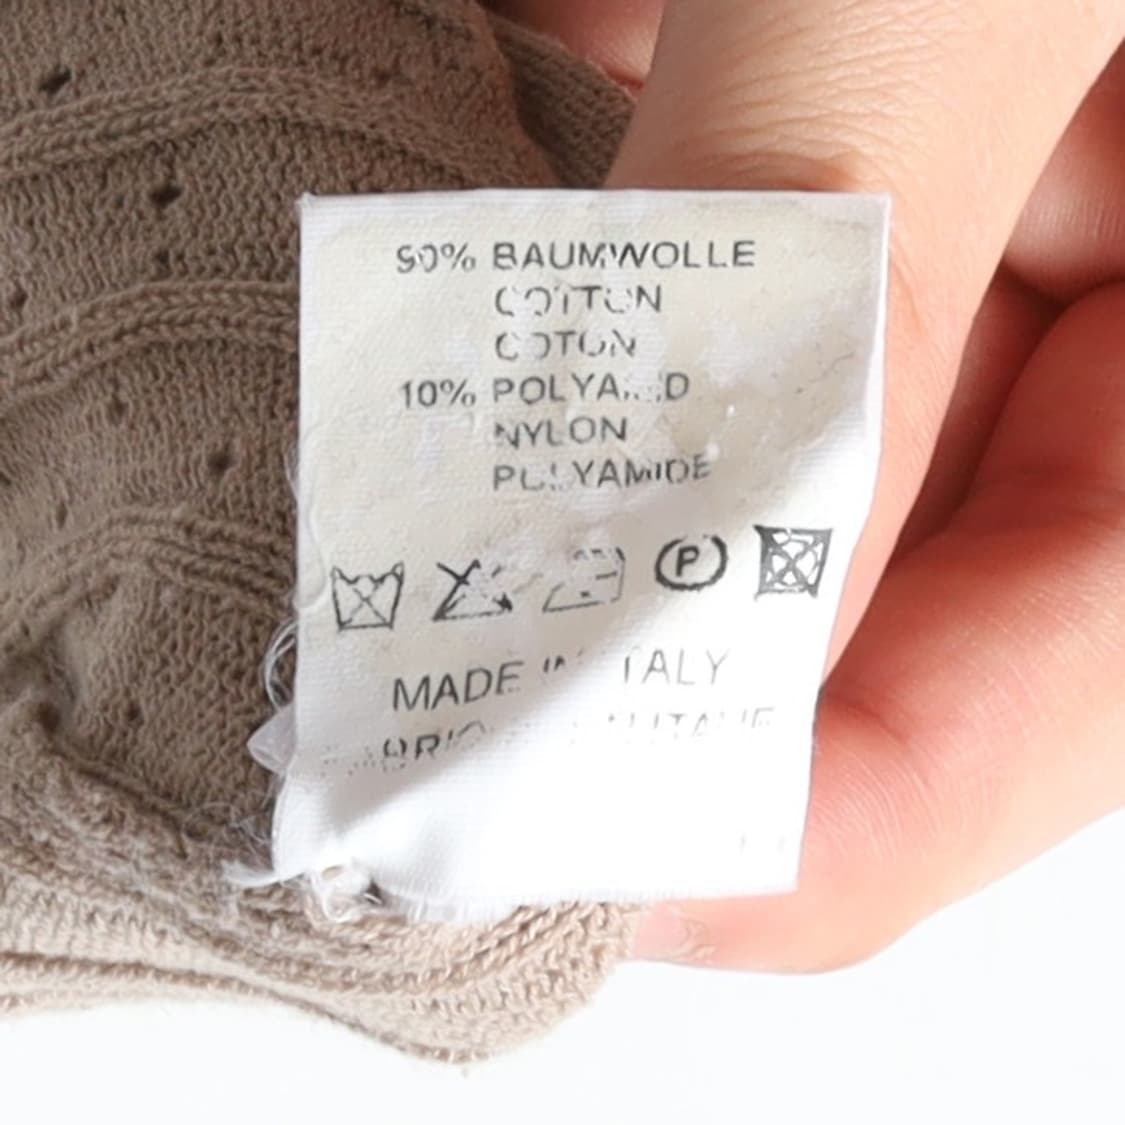 90% BAUMWOLLE
COTTON
COTON
10% POLYAMID
NYLON
POLYAMIDE
P
MADE IN ITALY